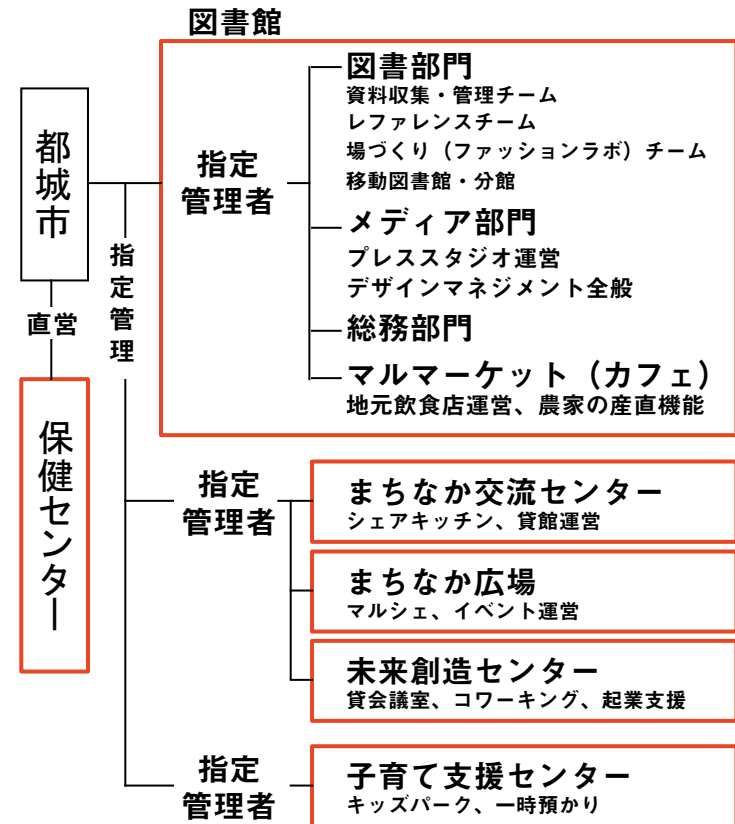 図書館
都城市
指定管理
直営
保健センター
指定
管理者
図書部門
資料収集・管理チーム
レファレンスチーム
場づくり（ファッションラボ）チーム
移動図書館・分館
メディア部門
プレススタジオ運営
デザインマネジメント全般
総務部門
マルマーケット（カフェ）
地元飲食店運営、農家の産直機能
指定
管理者
まちなか交流センター
シェアキッチン、貸館運営
まちなか広場
マルシェ、イベント運営
未来創造センター
貸会議室、コワーキング、起業支援
指定
管理者
子育て支援センター
キッズパーク、一時預かり